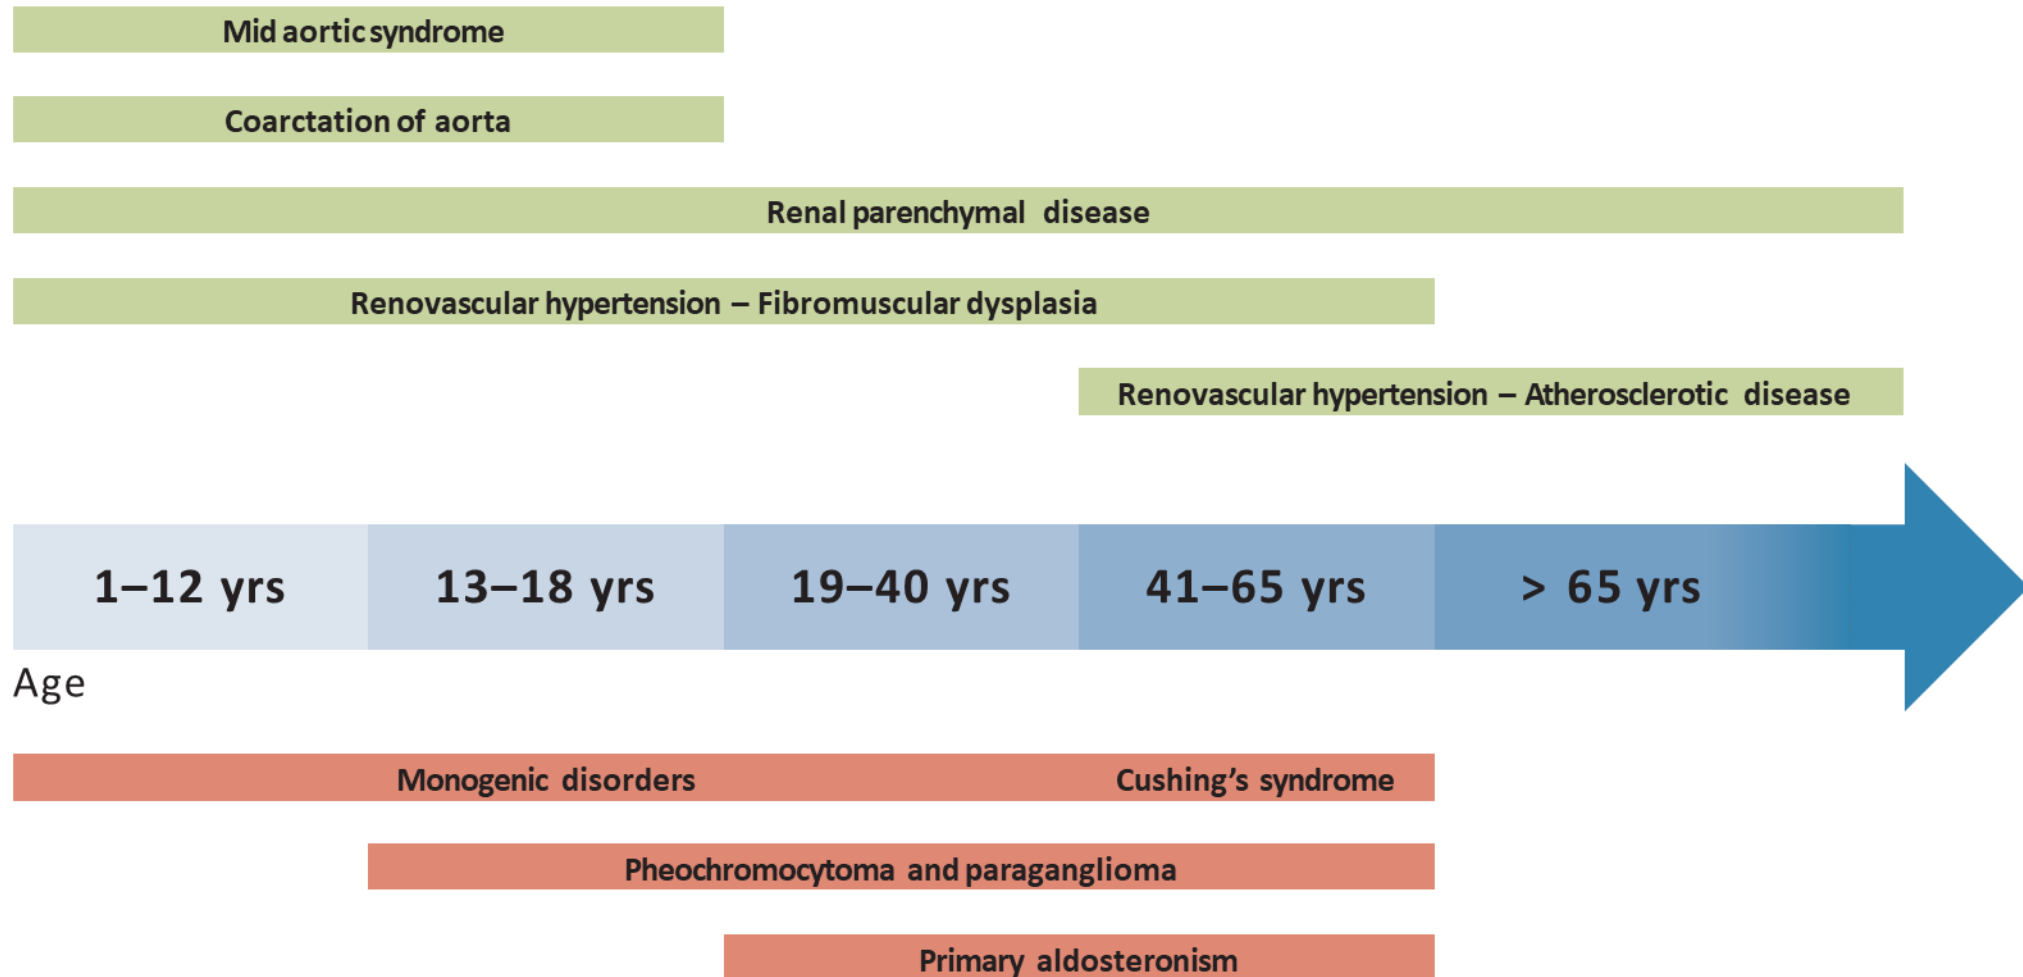 Mid aortic syndrome
Coarctation of aorta
Renal parenchymal disease
Renovascular hypertension – Fibromuscular dysplasia
Renovascular hypertension – Atherosclerotic disease
1–12 yrs
13–18 yrs
19–40 yrs
41–65 yrs
> 65 yrs
Age
Monogenic disorders
Cushing’s syndrome
Pheochromocytoma and paraganglioma
Primary aldosteronism